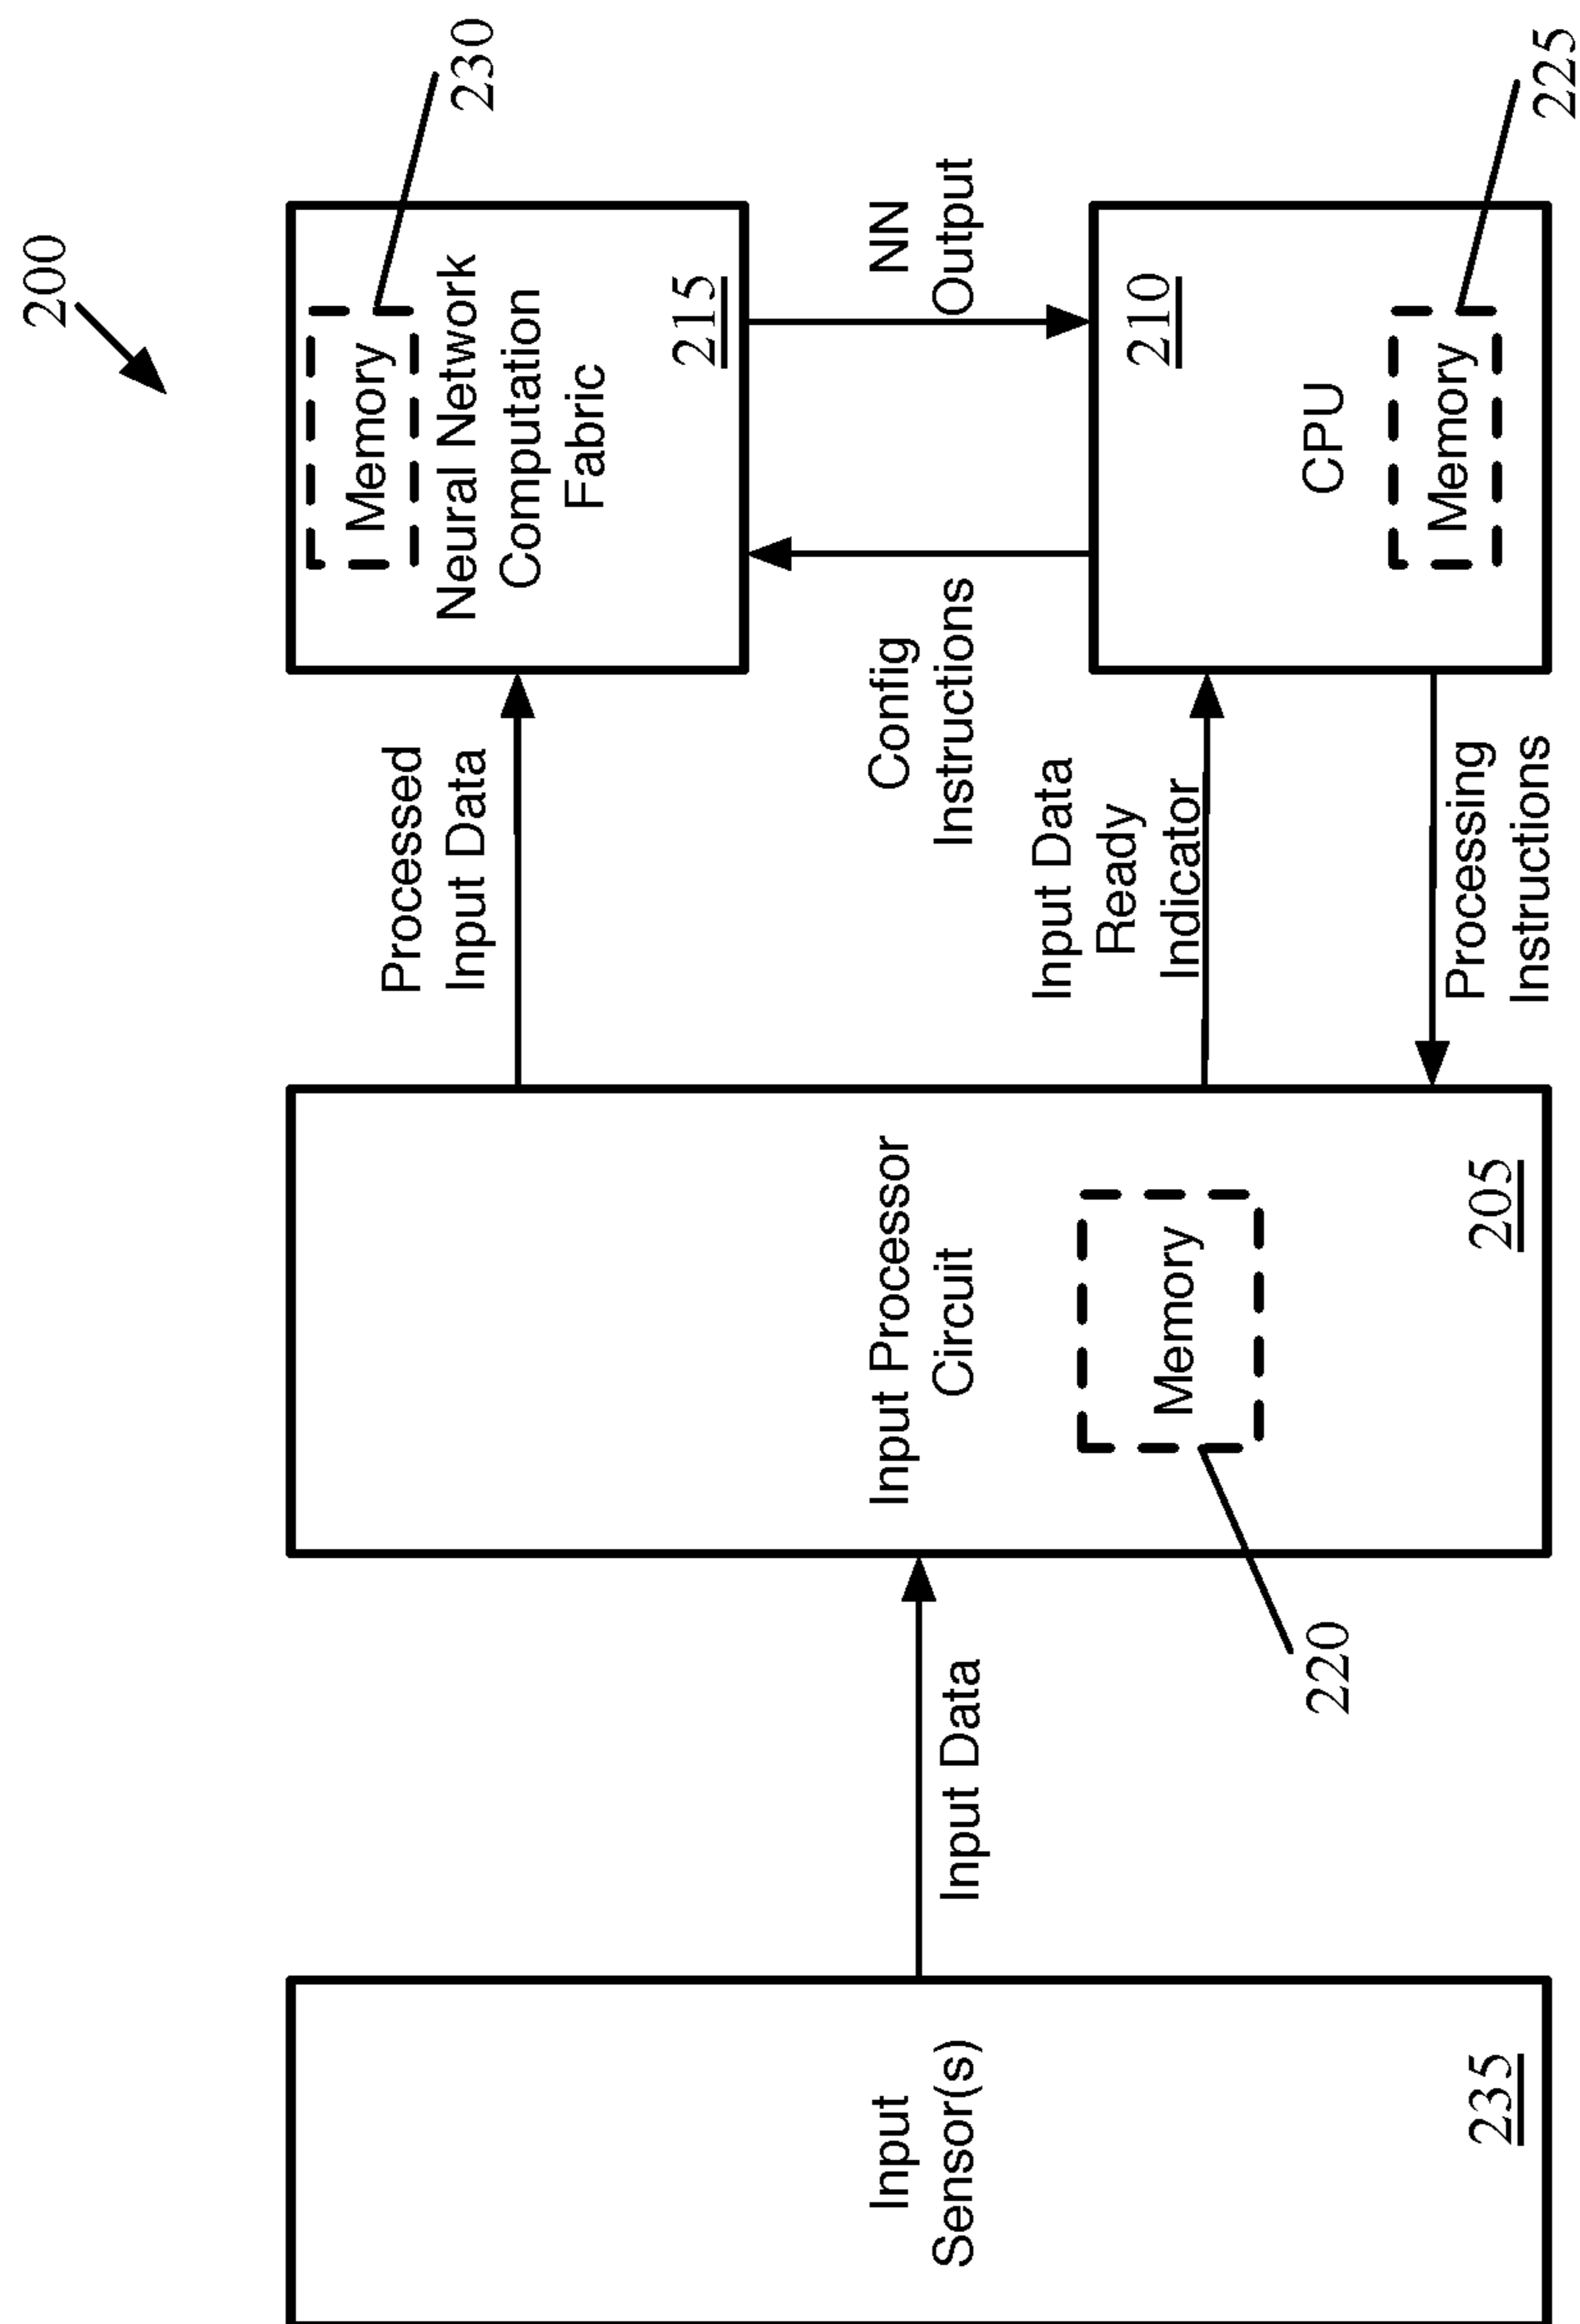 200
Input
Sensor(s)
235
Input Data
Input Processor
Circuit
Memory
220
205
Processed
Input Data
Input Data
Ready
Indicator
Processing
Instructions
Memory
230
Neural Network
Computation
Fabric
215
Config
Instructions
NN
Output
210
CPU
Memory
225